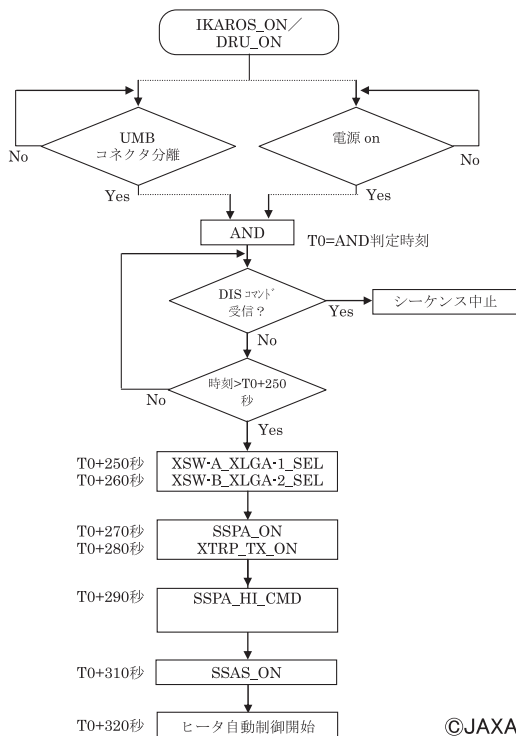 IKAROS_ON／
DRU_ON
UMB
コネクタ分離
No
Yes
電源 on
No
Yes
AND
T0=AND判定時刻
DISコマンド
受信？
Yes
シーケンス中止
No
時刻>T0+250
秒
No
Yes
T0+250秒 XSW-A_XLGA-1_SEL
T0+260秒 XSW-B_XLGA-2_SEL
T0+270秒 SSPA_ON
T0+280秒 XTRP_TX_ON
T0+290秒 SSPA_HI_CMD
T0+310秒 SSAS_ON
T0+320秒 ヒータ自動制御開始
©JAXA